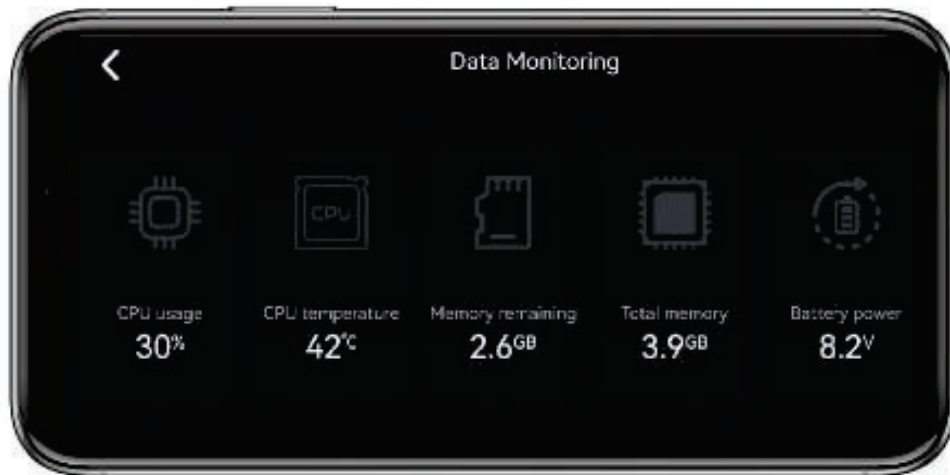 Data Monitoring
CPU
CPU usage
30%
CPU temperature
42℃
Memory remaining
2.6GB
Total memory
3.9GB
Battery power
8.2V